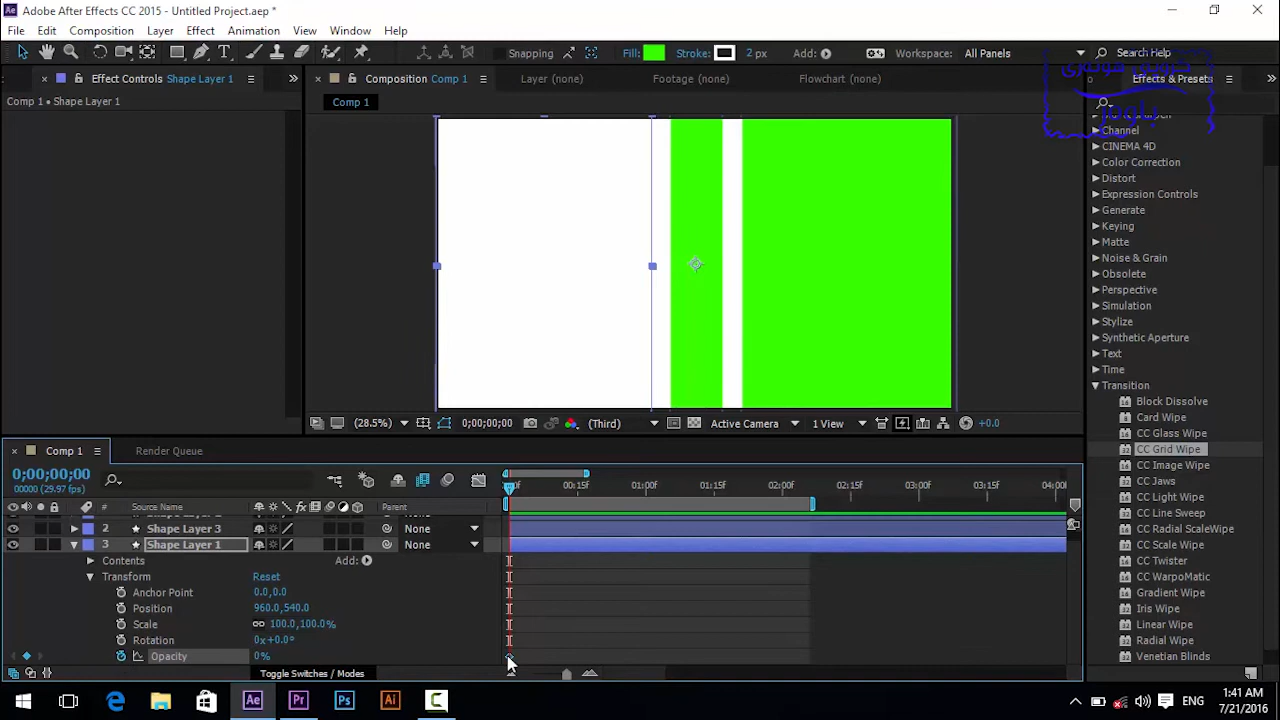 Adobe After Effects CC 2015 - Untitled Project.aep *
File Edit Composition Layer Effect Animation View Window Help
Snapping Fill: Stroke: 2 px Add: Workspace: All Panels Search Help
Effect Controls Shape Layer 1 Comp 1 Layer (none) Footage (none) Flowchart (none) Effects & Presets
Comp 1 • Shape Layer 1
Comp 1
Channel
CINEMA 4D
Color Correction
Distort
Expression Controls
Generate
Keying
Matte
Noise & Grain
Obsolete
Perspective
Simulation
Stylize
Synthetic Aperture
Text
Time
Transition
Block Dissolve
Card Wipe
CC Glass Wipe
CC Grid Wipe
CC Image Wipe
CC Jaws
CC Light Wipe
CC Line Sweep
CC Radial ScaleWipe
CC Scale Wipe
CC Twister
CC WarpoMatic
Gradient Wipe
Iris Wipe
Linear Wipe
Radial Wipe
Venetian Blinds
(28.5%) 0;00;00;00 (Third) Active Camera 1 View +0.0
Comp 1 Render Queue
0;00;00;00
00000 (29.97 fps)
00:15f 01:00f 01:15f 02:00f 02:15f 03:00f 03:15f 04:00f
# Source Name Parent
2 Shape Layer 3 None
3 Shape Layer 1 None
Contents Add:
Transform Reset
Anchor Point 0.0,0.0
Position 960.0,540.0
Scale 100.0,100.0%
Rotation 0x+0.0°
Opacity 0%
Toggle Switches / Modes
ENG 1:41 AM
7/21/2016